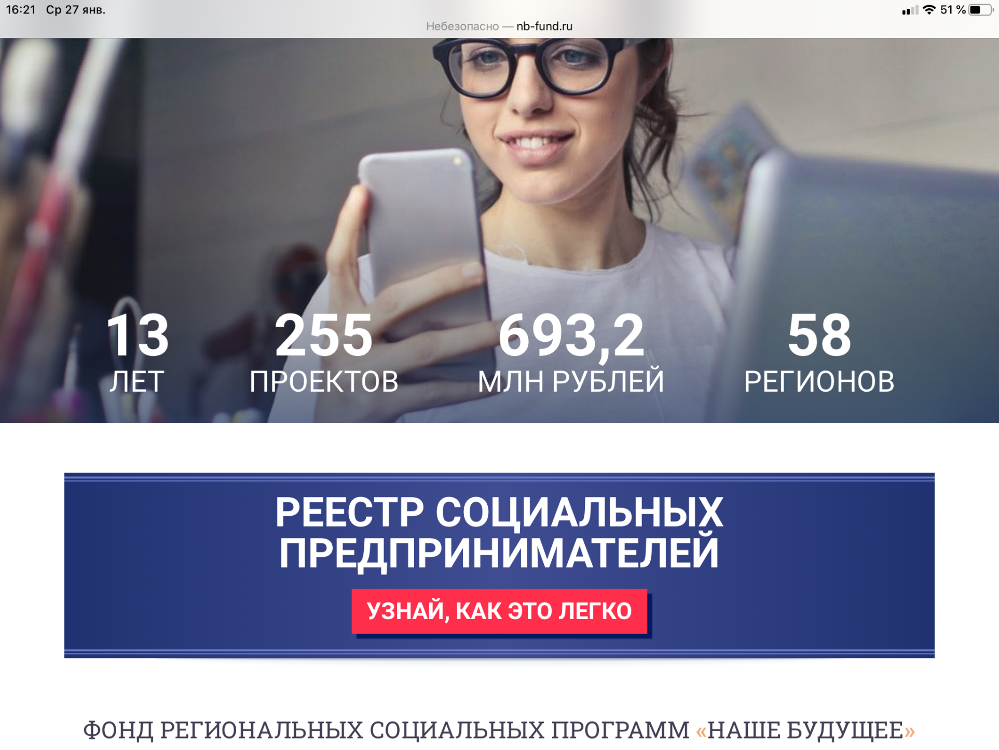 16:21 Ср 27 янв.
51 %
Небезопасно — nb-fund.ru
13
ЛЕТ
255
ПРОЕКТОВ
693,2
МЛН РУБЛЕЙ
58
РЕГИОНОВ
РЕЕСТР СОЦИАЛЬНЫХ
ПРЕДПРИНИМАТЕЛЕЙ
УЗНАЙ, КАК ЭТО ЛЕГКО
ФОНД РЕГИОНАЛЬНЫХ СОЦИАЛЬНЫХ ПРОГРАММ «НАШЕ БУДУЩЕЕ»